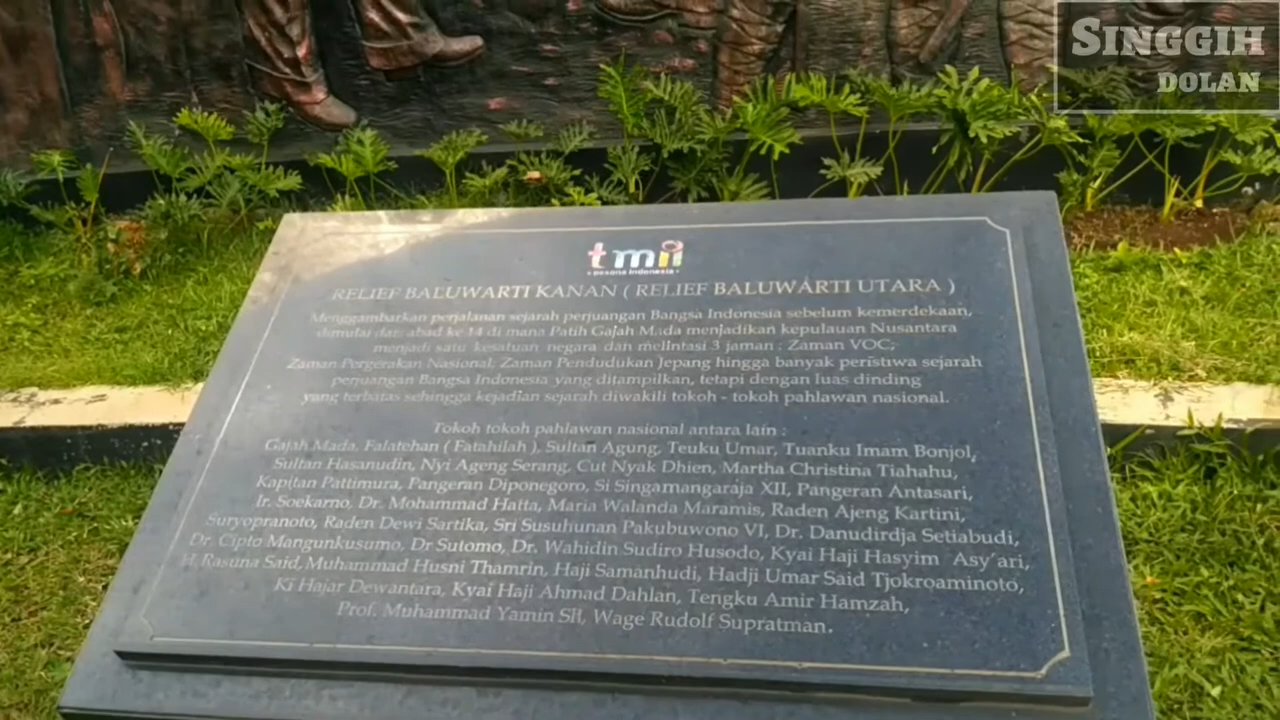 SINGGIH
DOLAN
tmii
pesona indonesia
RELIEF BALUWARTI KANAN ( RELIEF BALUWARTI UTARA )
Menggambarkan perjalanan sejarah perjuangan Bangsa Indonesia sebelum kemerdekaan,
dimulai dari abad ke 14 di mana Patih Gajah Mada menjadikan kepulauan Nusantara
menjadi satu kesatuan negara dan melintasi 3 jaman : Zaman VOC;
Zaman Pergerakan Nasional; Zaman Pendudukan Jepang hingga banyak peristiwa sejarah
perjuangan Bangsa Indonesia yang ditampilkan, tetapi dengan luas dinding
yang terbatas sehingga kejadian sejarah diwakili tokoh - tokoh pahlawan nasional.
Tokoh tokoh pahlawan nasional antara lain :
Gajah Mada, Falatehan ( Fatahilah ), Sultan Agung, Teuku Umar, Tuanku Imam Bonjol,
Sultan Hasanudin, Nyi Ageng Serang, Cut Nyak Dhien, Martha Christina Tiahahu,
Kapitan Pattimura, Pangeran Diponegoro, Si Singamangaraja XII, Pangeran Antasari,
Ir. Soekarno, Dr. Mohammad Hatta, Maria Walanda Maramis, Raden Ajeng Kartini,
Suryopranoto, Raden Dewi Sartika, Sri Susuhunan Pakubuwono VI, Dr. Danudirdja Setiabudi,
Dr. Cipto Mangunkusumo, Dr Sutomo, Dr. Wahidin Sudiro Husodo, Kyai Haji Hasyim Asy'ari,
H. Rasuna Said, Muhammad Husni Thamrin, Haji Samanhudi, Hadji Umar Said Tjokroaminoto,
Ki Hajar Dewantara, Kyai Haji Ahmad Dahlan, Tengku Amir Hamzah,
Prof. Muhammad Yamin SH, Wage Rudolf Supratman.